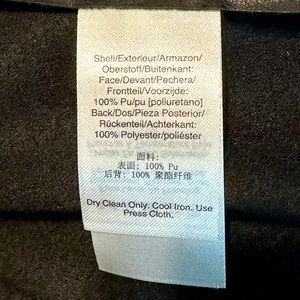 Shell/Exterieur/Armazon/
Oberstoff/Buitenkant:
Face/Devant/Pechera/
Frontteil/Voorzijde:
100% Pu/pu [poliuretano]
Back/Dos/Pieza Posterior/
Rückenteil/Achterkant:
100% Polyester/poliéster
面料:
表面: 100% Pu
后背: 100% 聚酯纤维
Dry Clean Only. Cool Iron. Use
Press Cloth.